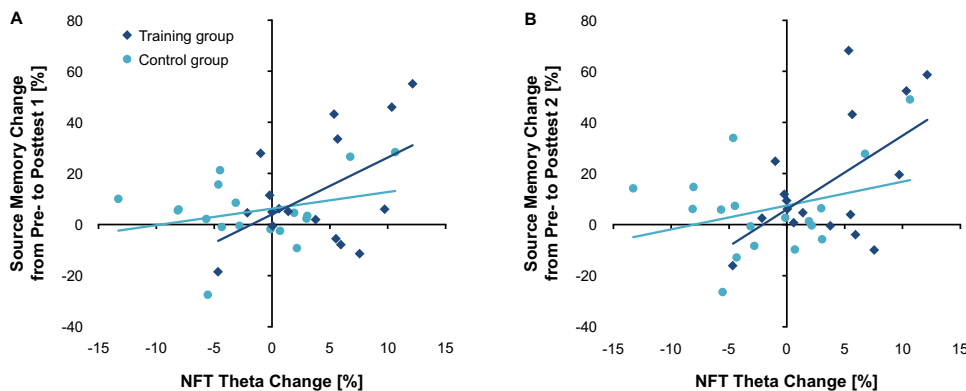 A
Training group
Control group
Source Memory Change
from Pre- to Posttest 1 [%]
80
60
40
20
0
-20
-40
-15
-10
-5
0
5
10
15
NFT Theta Change [%]
B
Source Memory Change
from Pre- to Posttest 2 [%]
80
60
40
20
0
-20
-40
-15
-10
-5
0
5
10
15
NFT Theta Change [%]